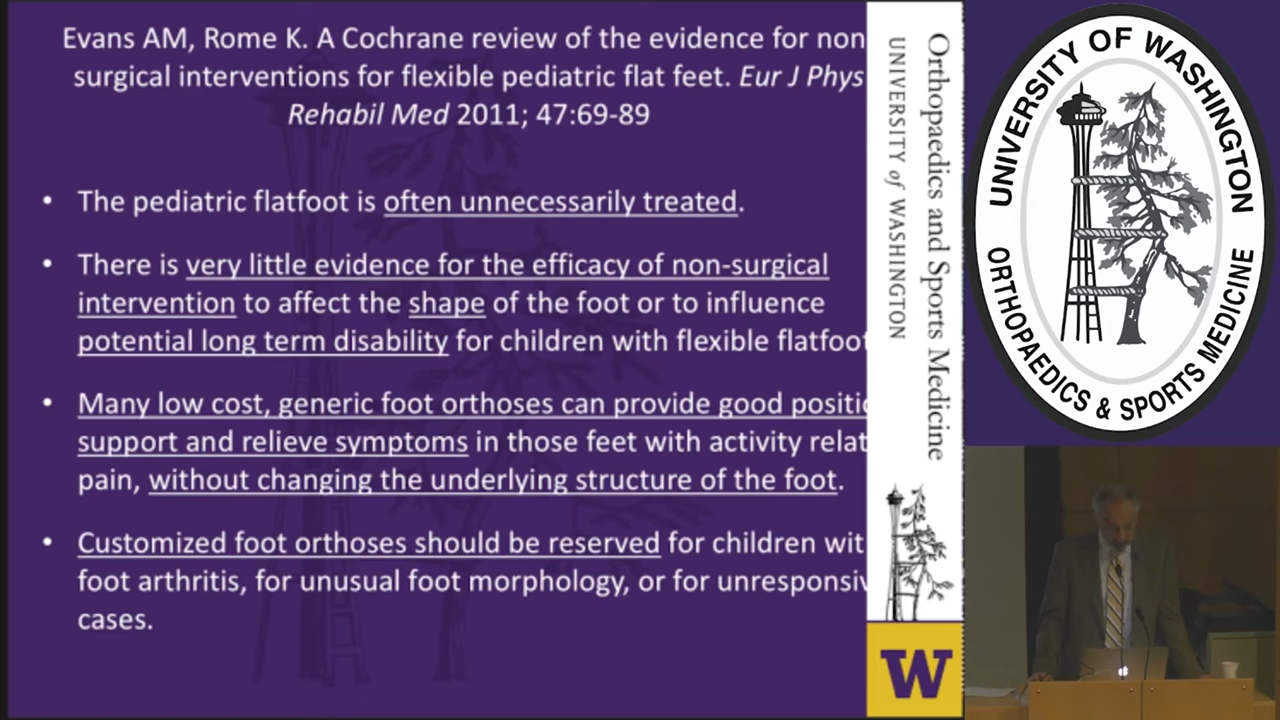 Evans AM, Rome K. A Cochrane review of the evidence for non
surgical interventions for flexible pediatric flat feet. Eur J Phys
Rehabil Med 2011; 47:69-89
• The pediatric flatfoot is often unnecessarily treated.
• There is very little evidence for the efficacy of non-surgical
intervention to affect the shape of the foot or to influence
potential long term disability for children with flexible flatfoot
• Many low cost, generic foot orthoses can provide good positio
support and relieve symptoms in those feet with activity relat
pain, without changing the underlying structure of the foot.
• Customized foot orthoses should be reserved for children wit
foot arthritis, for unusual foot morphology, or for unresponsiv
cases.
Orthopaedics and Sports Medicine
UNIVERSITY of WASHINGTON
W
UNIVERSITY OF WASHINGTON
ORTHOPAEDICS & SPORTS MEDICINE